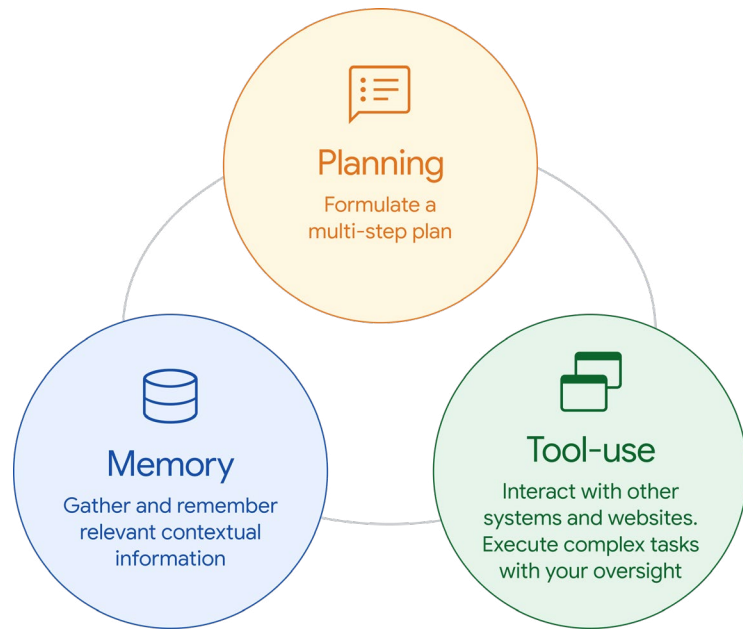 Planning
Formulate a
multi-step plan
Memory
Gather and remember
relevant contextual
information
Tool-use
Interact with other
systems and websites.
Execute complex tasks
with your oversight